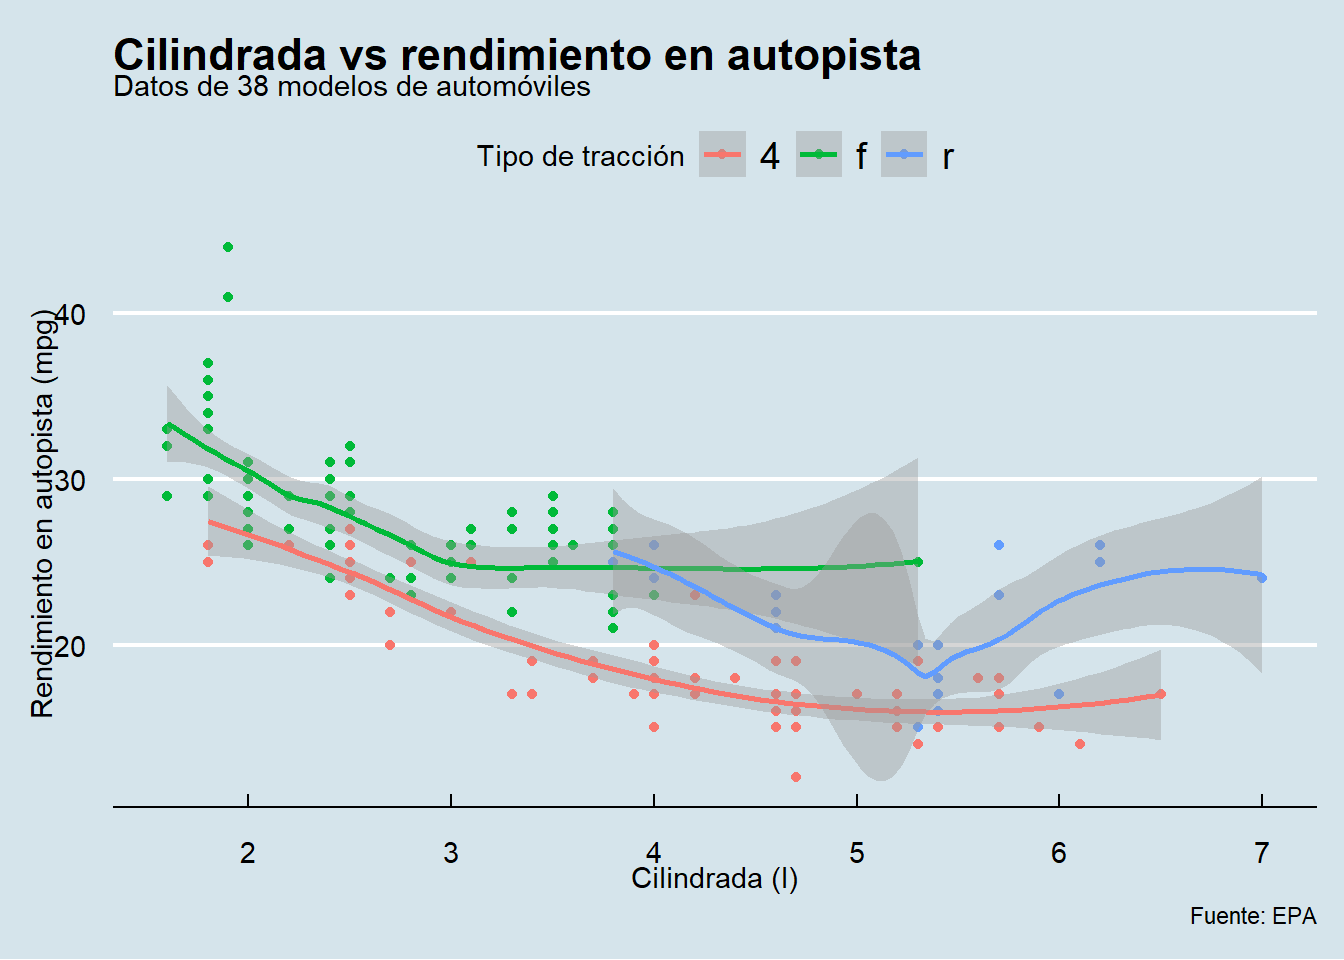 Cilindrada vs rendimiento en autopista
Datos de 38 modelos de automóviles
Tipo de tracción 4 f r
Rendimiento en autopista (mpg)
40
30
20
2 3 4 5 6 7
Cilindrada (l)
Fuente: EPA